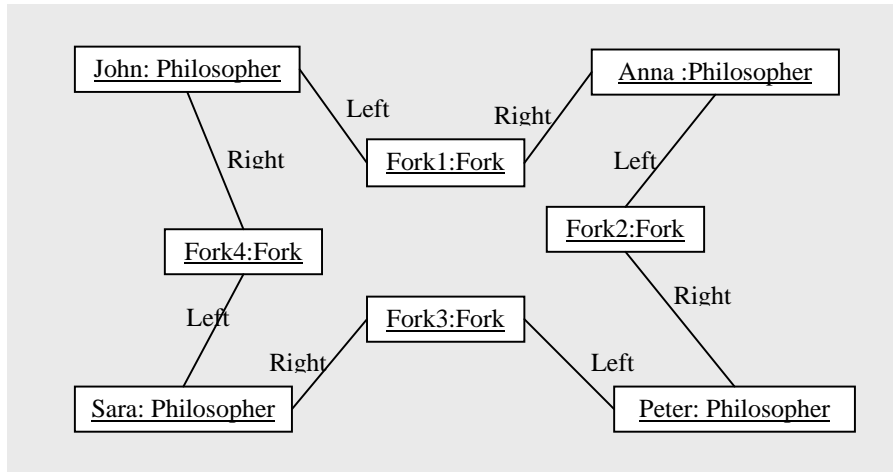 John: Philosopher
Anna :Philosopher
Left
Right
Fork1:Fork
Right
Left
Fork4:Fork
Fork2:Fork
Left
Fork3:Fork
Right
Right
Left
Sara: Philosopher
Peter: Philosopher